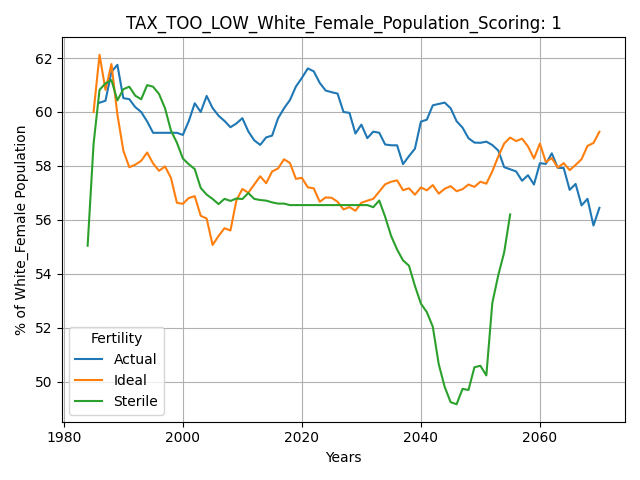 TAX_TOO_LOW_White_Female_Population_Scoring: 1
% of White_Female Population
62
60
58
56
54
52
50
Fertility
Actual
Ideal
Sterile
1980
2000
2020
2040
2060
Years